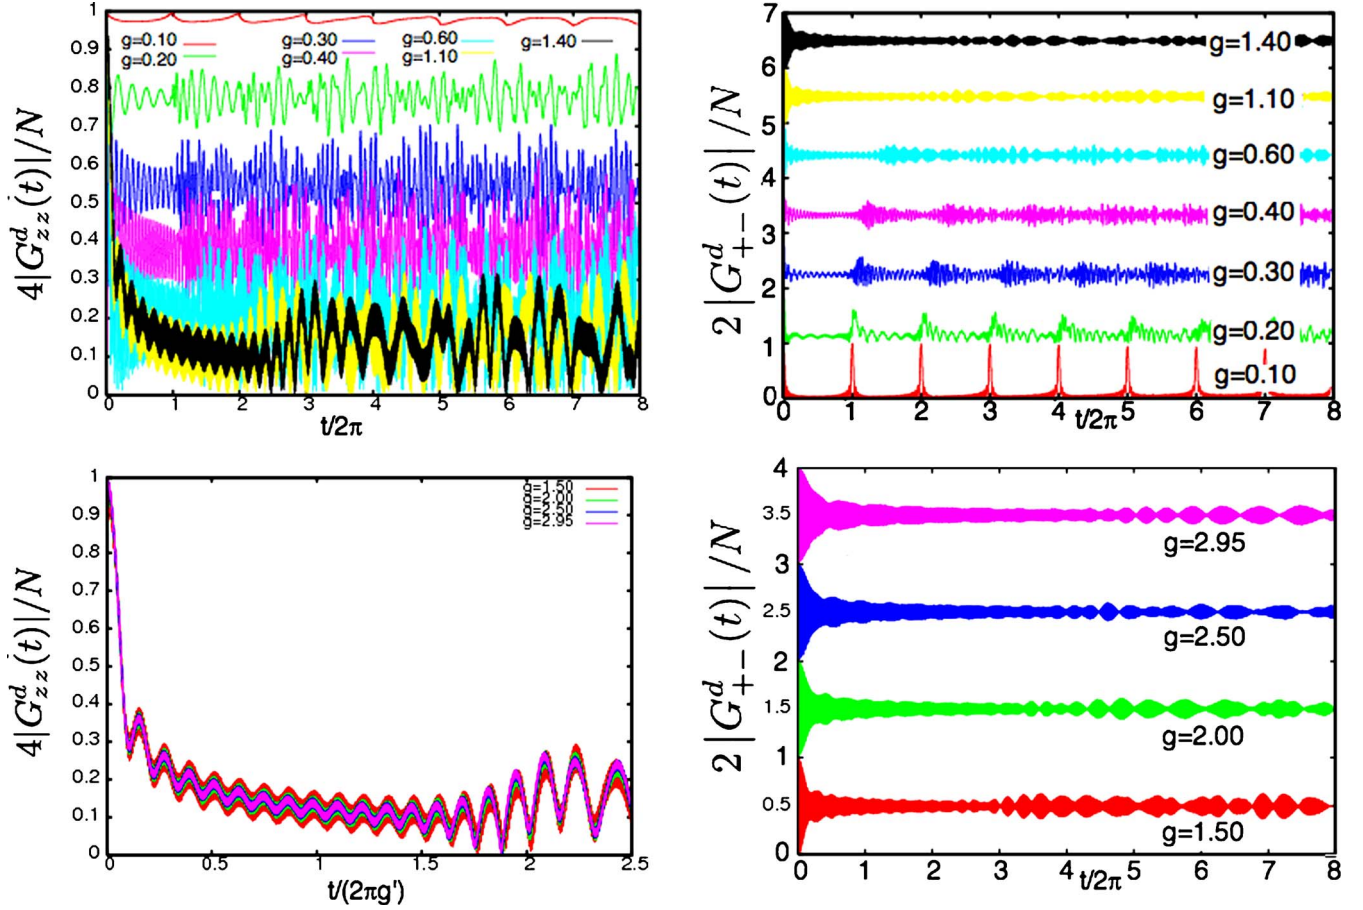 4|G^d_{zz}(t)|/N
1
0.9
0.8
0.7
0.6
0.5
0.4
0.3
0.2
0.1
0
g=0.10
g=0.20
g=0.30
g=0.40
g=0.60
g=1.10
g=1.40
0 1 2 3 4 5 6 7 8
t/2π
2|G^d_{+-}(t)|/N
7
6
5
4
3
2
1
0
g=1.40
g=1.10
g=0.60
g=0.40
g=0.30
g=0.20
g=0.10
0 1 2 3 4 5 6 7 8
t/2π
4|G^d_{zz}(t)|/N
1
0.9
0.8
0.7
0.6
0.5
0.4
0.3
0.2
0.1
0
g=1.50
g=2.00
g=2.50
g=2.95
0 0.5 1 1.5 2 2.5
t/(2πg')
2|G^d_{+-}(t)|/N
4
3.5
3
2.5
2
1.5
1
0.5
0
g=2.95
g=2.50
g=2.00
g=1.50
0 1 2 3 4 5 6 7 8
t/2π